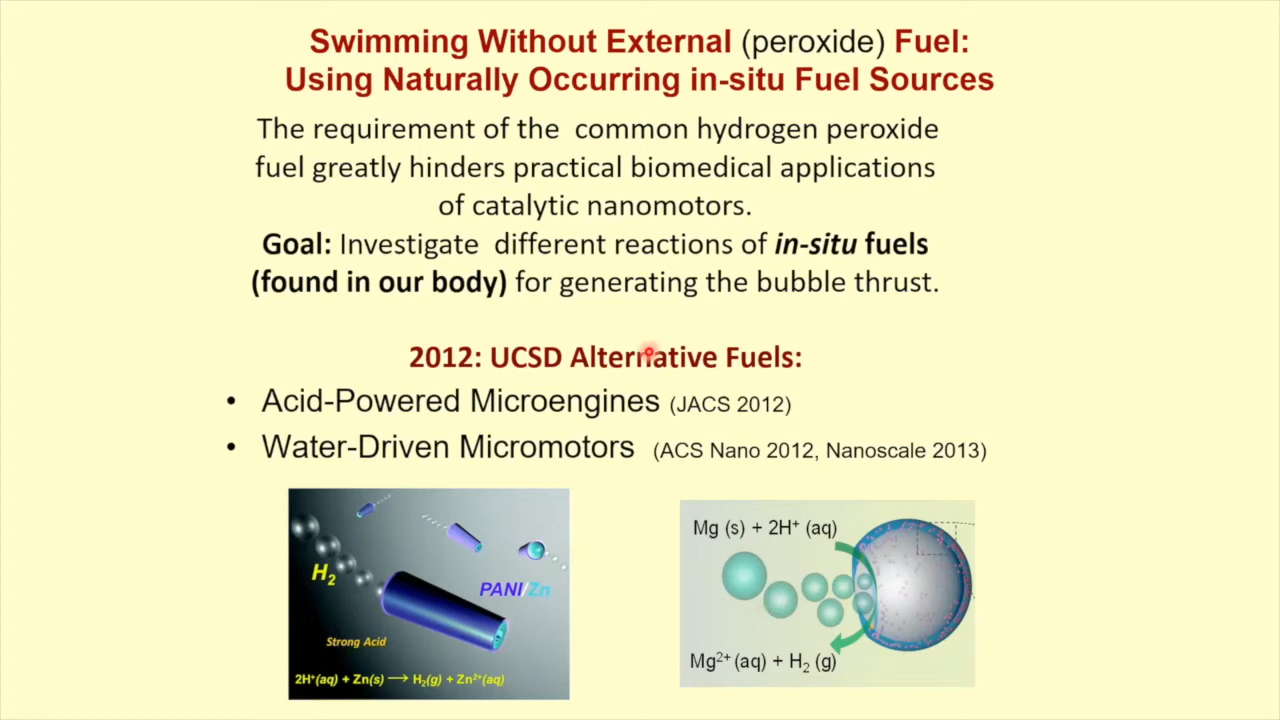 Swimming Without External (peroxide) Fuel:
Using Naturally Occurring in-situ Fuel Sources
The requirement of the common hydrogen peroxide
fuel greatly hinders practical biomedical applications
of catalytic nanomotors.
Goal: Investigate different reactions of in-situ fuels
(found in our body) for generating the bubble thrust.
2012: UCSD Alternative Fuels:
• Acid-Powered Microengines (JACS 2012)
• Water-Driven Micromotors (ACS Nano 2012, Nanoscale 2013)
H₂
PANI/Zn
Strong Acid
2H⁺(aq) + Zn(s) ⟶ H₂(g) + Zn²⁺(aq)
Mg (s) + 2H⁺ (aq)
Mg²⁺ (aq) + H₂ (g)